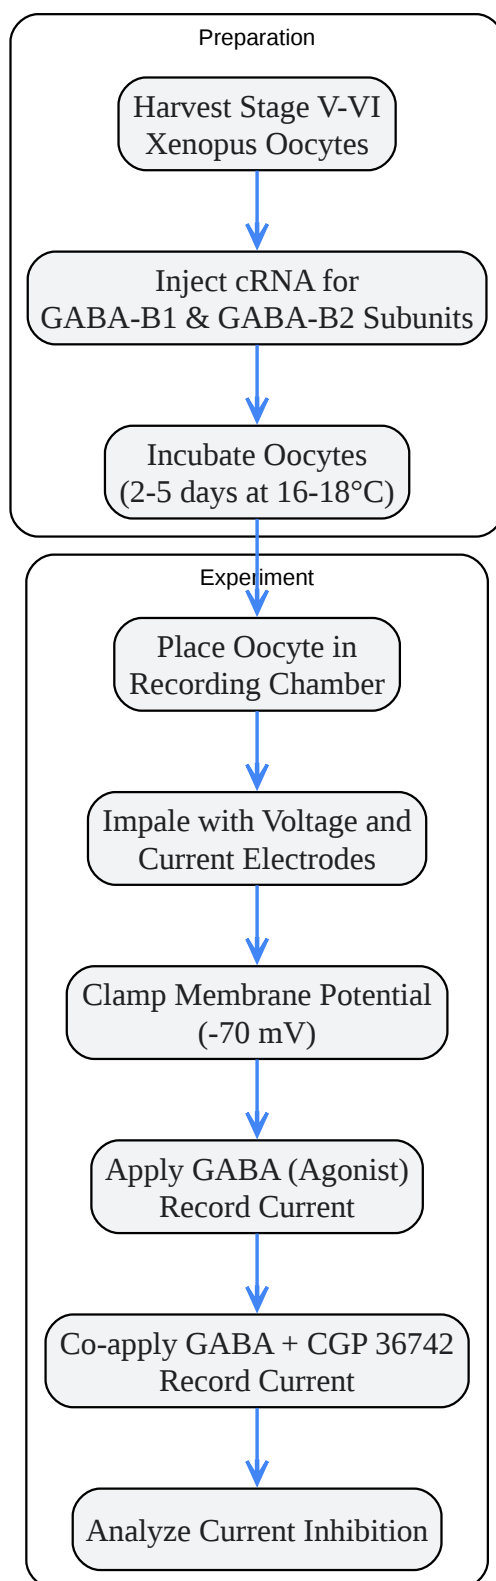 Preparation
Harvest Stage V-VI
Xenopus Oocytes
Inject cRNA for
GABA-B1 & GABA-B2 Subunits
Incubate Oocytes
(2-5 days at 16-18°C)
Experiment
Place Oocyte in
Recording Chamber
Impale with Voltage and
Current Electrodes
Clamp Membrane Potential
(-70 mV)
Apply GABA (Agonist)
Record Current
Co-apply GABA + CGP 36742
Record Current
Analyze Current Inhibition